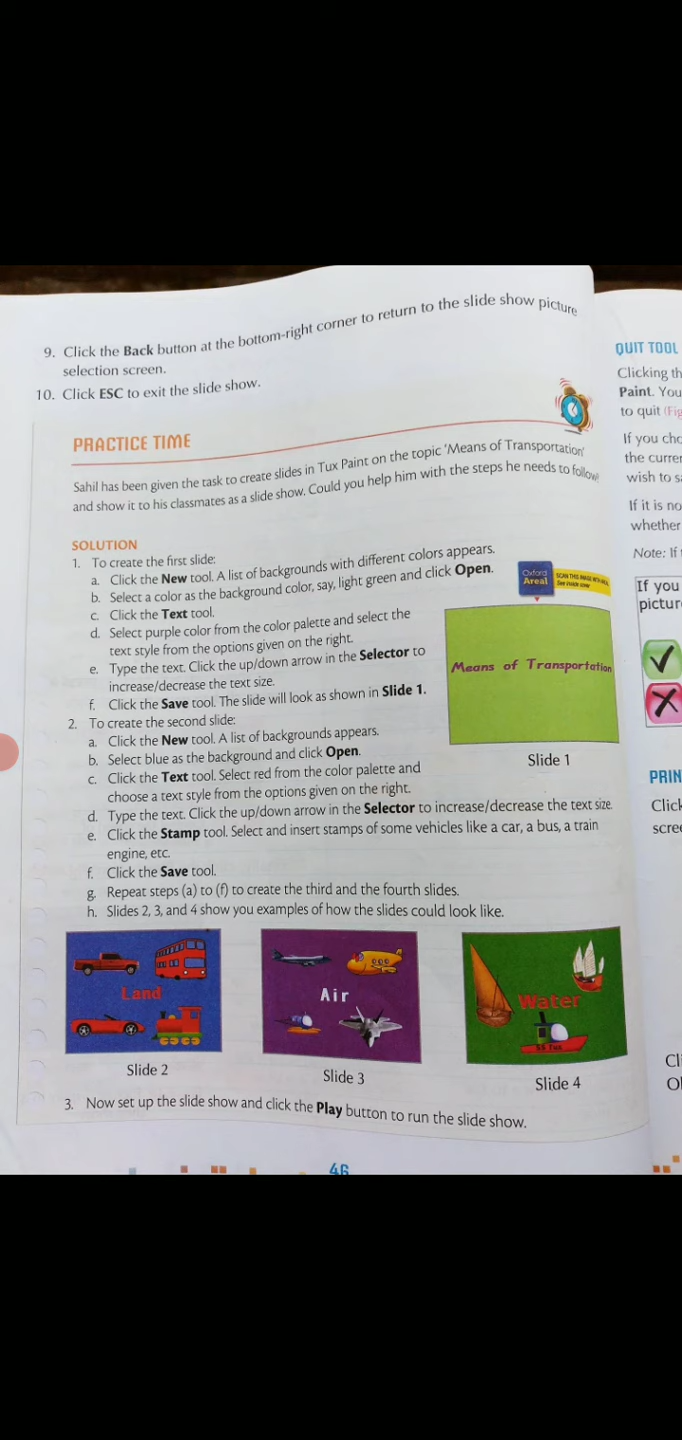 9. Click the Back button at the bottom-right corner to return to the slide show picture
selection screen.
10. Click ESC to exit the slide show.
PRACTICE TIME
Sahil has been given the task to create slides in Tux Paint on the topic 'Means of Transportation'
and show it to his classmates as a slide show. Could you help him with the steps he needs to follow
SOLUTION
1. To create the first slide:
a. Click the New tool. A list of backgrounds with different colors appears.
b. Select a color as the background color, say, light green and click Open.
c. Click the Text tool.
d. Select purple color from the color palette and select the
text style from the options given on the right.
e. Type the text. Click the up/down arrow in the Selector to
increase/decrease the text size.
f. Click the Save tool. The slide will look as shown in Slide 1.
Oxford
Areal
SCAN THIS IMAGE WITH AREAL
See inside cover
Means of Transportation
Slide 1
2. To create the second slide:
a. Click the New tool. A list of backgrounds appears.
b. Select blue as the background and click Open.
c. Click the Text tool. Select red from the color palette and
choose a text style from the options given on the right.
d. Type the text. Click the up/down arrow in the Selector to increase/decrease the text size.
e. Click the Stamp tool. Select and insert stamps of some vehicles like a car, a bus, a train
engine, etc.
f. Click the Save tool.
g. Repeat steps (a) to (f) to create the third and the fourth slides.
h. Slides 2, 3, and 4 show you examples of how the slides could look like.
Land
Air
Water
SS Tux
Slide 2
Slide 3
Slide 4
3. Now set up the slide show and click the Play button to run the slide show.
46
QUIT TOOL
Clicking th
Paint. You
to quit (Fig
If you cho
the curre
wish to s
If it is no
whether
Note: If
If you
pictur
PRIN
Click
scree
Cl